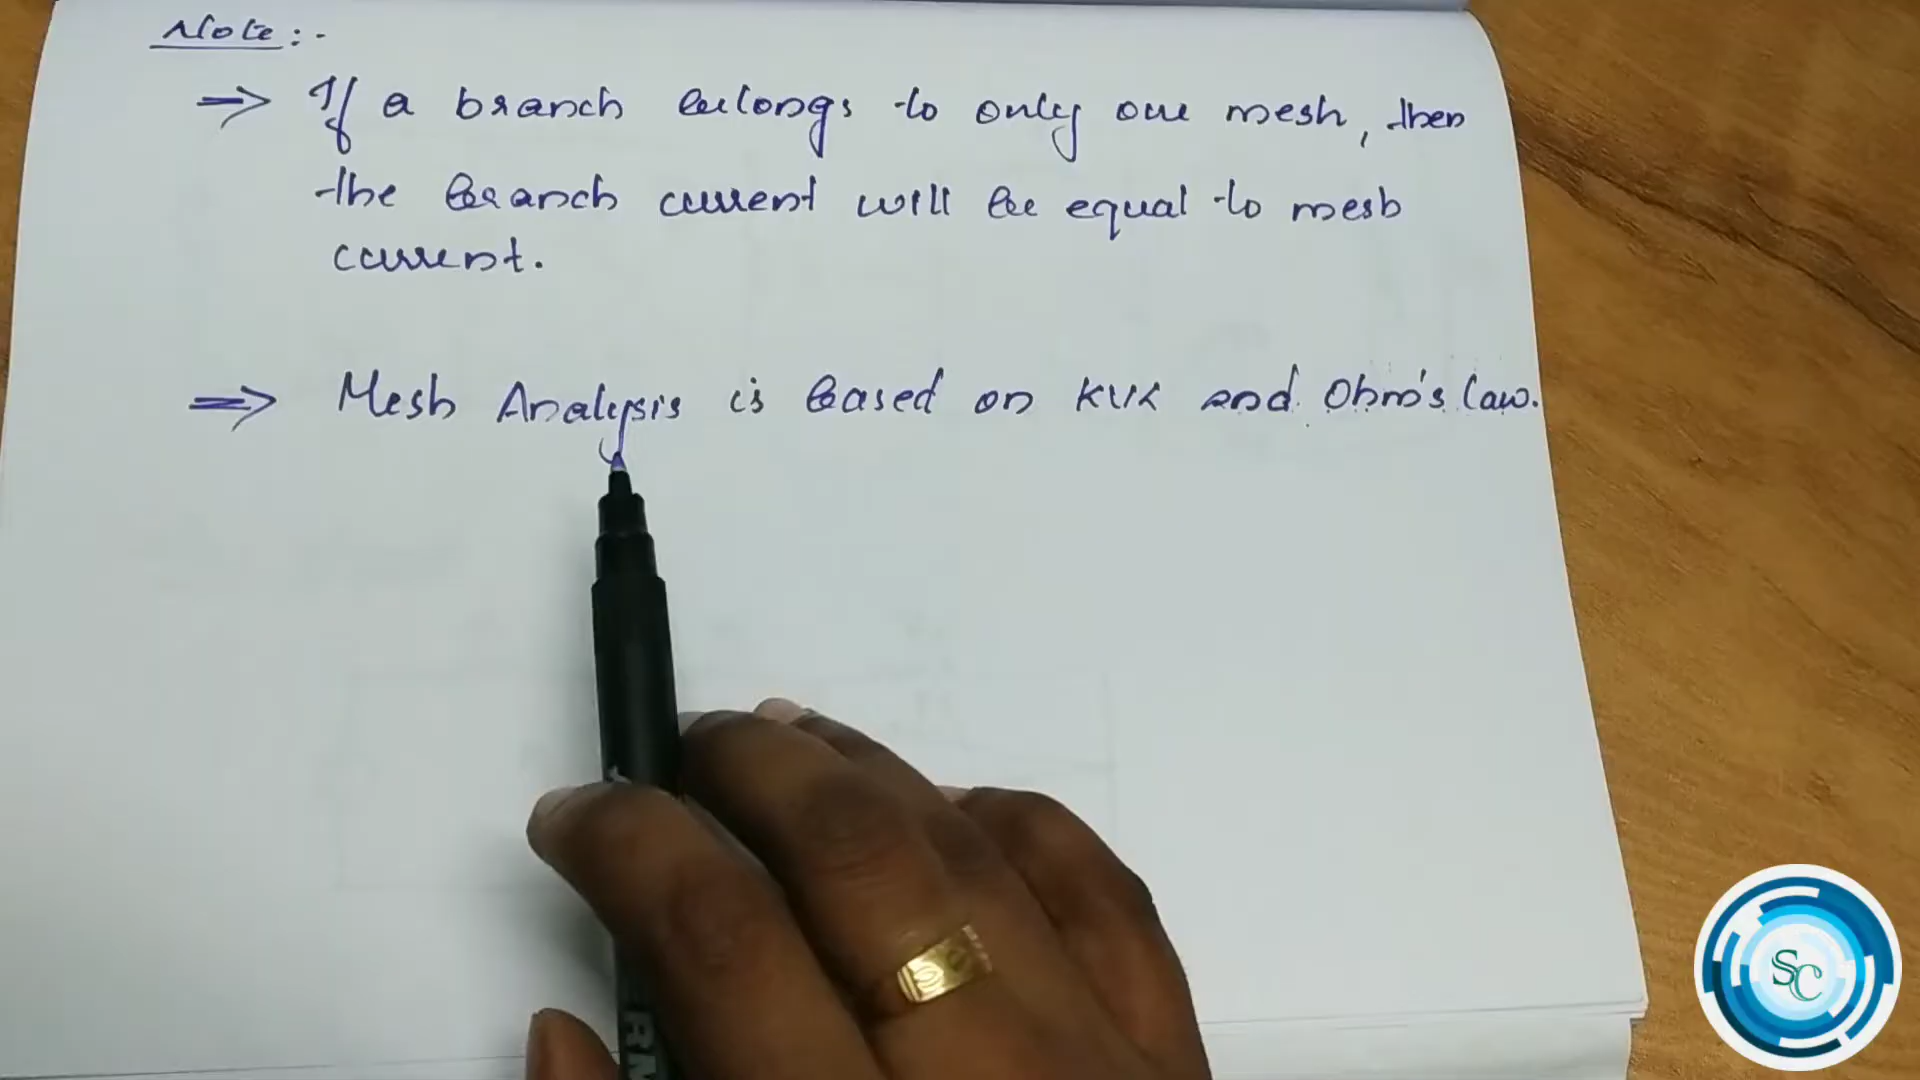 Note:-
⇒ If a branch belongs to only one mesh, then
the branch current will be equal to mesh
current.
⇒ Mesh Analysis is based on KVL and Ohm's law.
SC